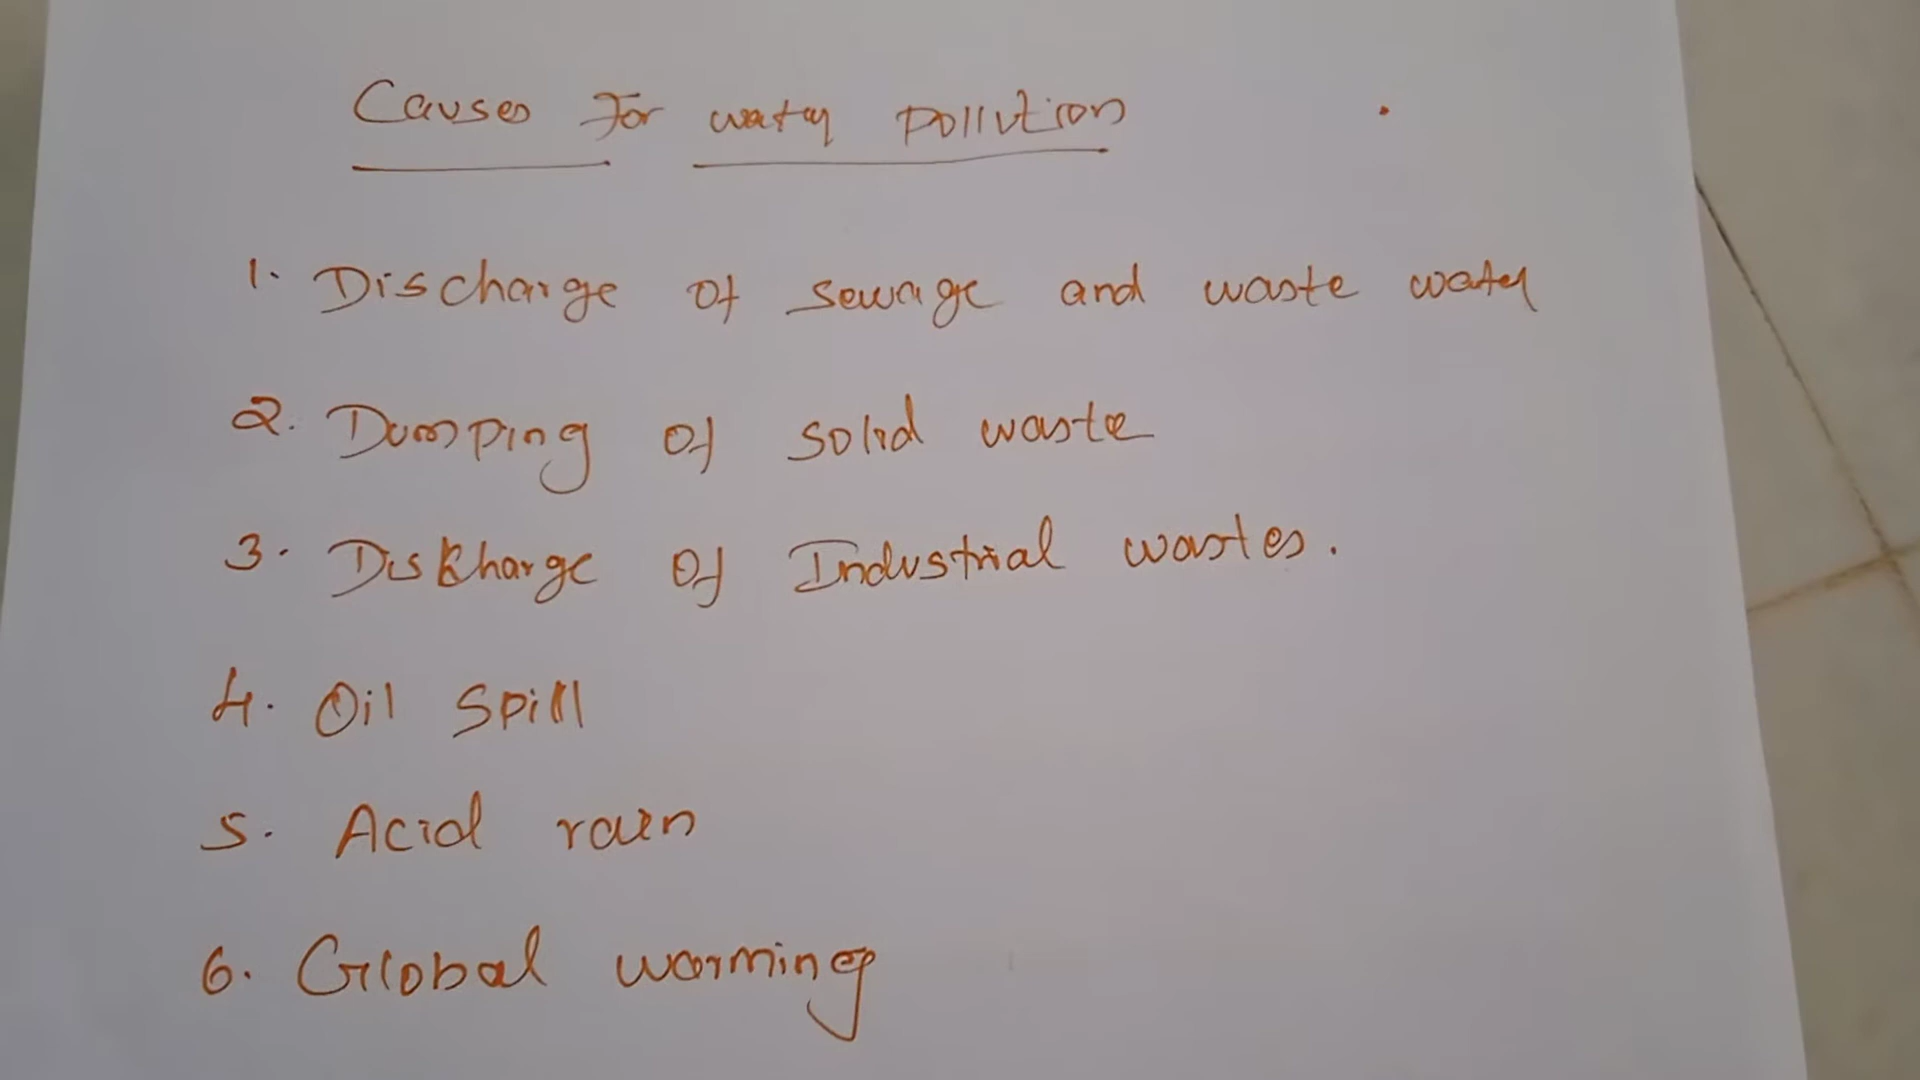 Causes For water pollution
1. Discharge of sewage and waste water
2. Dumping of solid waste
3. Discharge of Industrial wastes.
4. Oil spill
5. Acid rain
6. Global warming